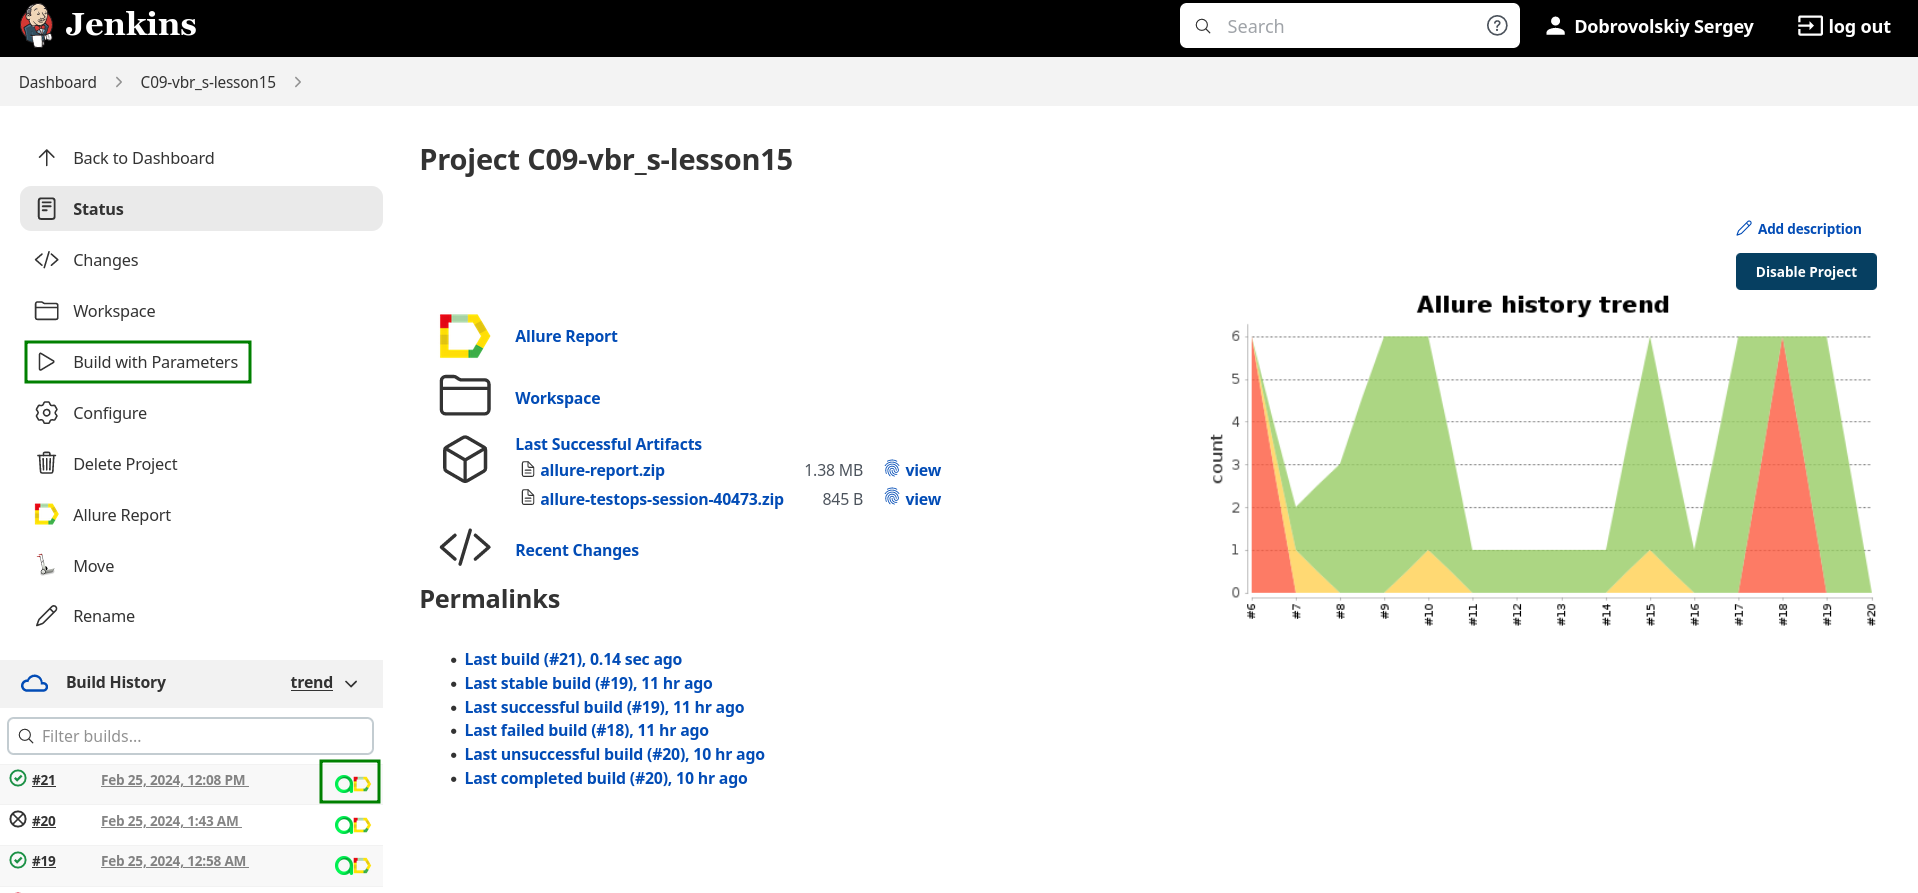 Jenkins
Search
Dobrovolskiy Sergey
log out
Dashboard
C09-vbr_s-lesson15
Back to Dashboard
Status
Changes
Workspace
Build with Parameters
Configure
Delete Project
Allure Report
Move
Rename
Build History
trend
Filter builds...
#21 Feb 25, 2024, 12:08 PM
#20 Feb 25, 2024, 1:43 AM
#19 Feb 25, 2024, 12:58 AM
Project C09-vbr_s-lesson15
Add description
Disable Project
Allure Report
Workspace
Last Successful Artifacts
allure-report.zip 1.38 MB view
allure-testops-session-40473.zip 845 B view
Recent Changes
Permalinks
Last build (#21), 0.14 sec ago
Last stable build (#19), 11 hr ago
Last successful build (#19), 11 hr ago
Last failed build (#18), 11 hr ago
Last unsuccessful build (#20), 10 hr ago
Last completed build (#20), 10 hr ago
Allure history trend
count
6
5
4
3
2
1
0
#6 #7 #8 #9 #10 #11 #12 #13 #14 #15 #16 #17 #18 #19 #20